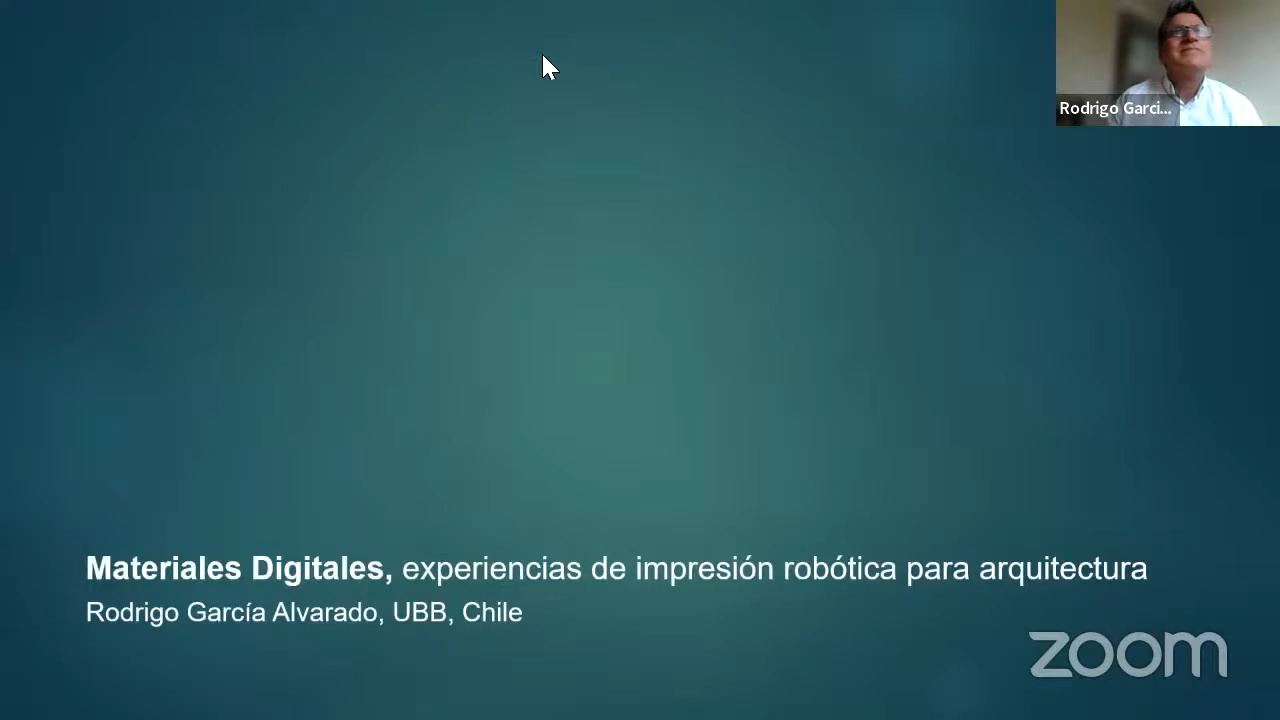 Rodrigo Garci...
Materiales Digitales, experiencias de impresión robótica para arquitectura
Rodrigo García Alvarado, UBB, Chile
zoom